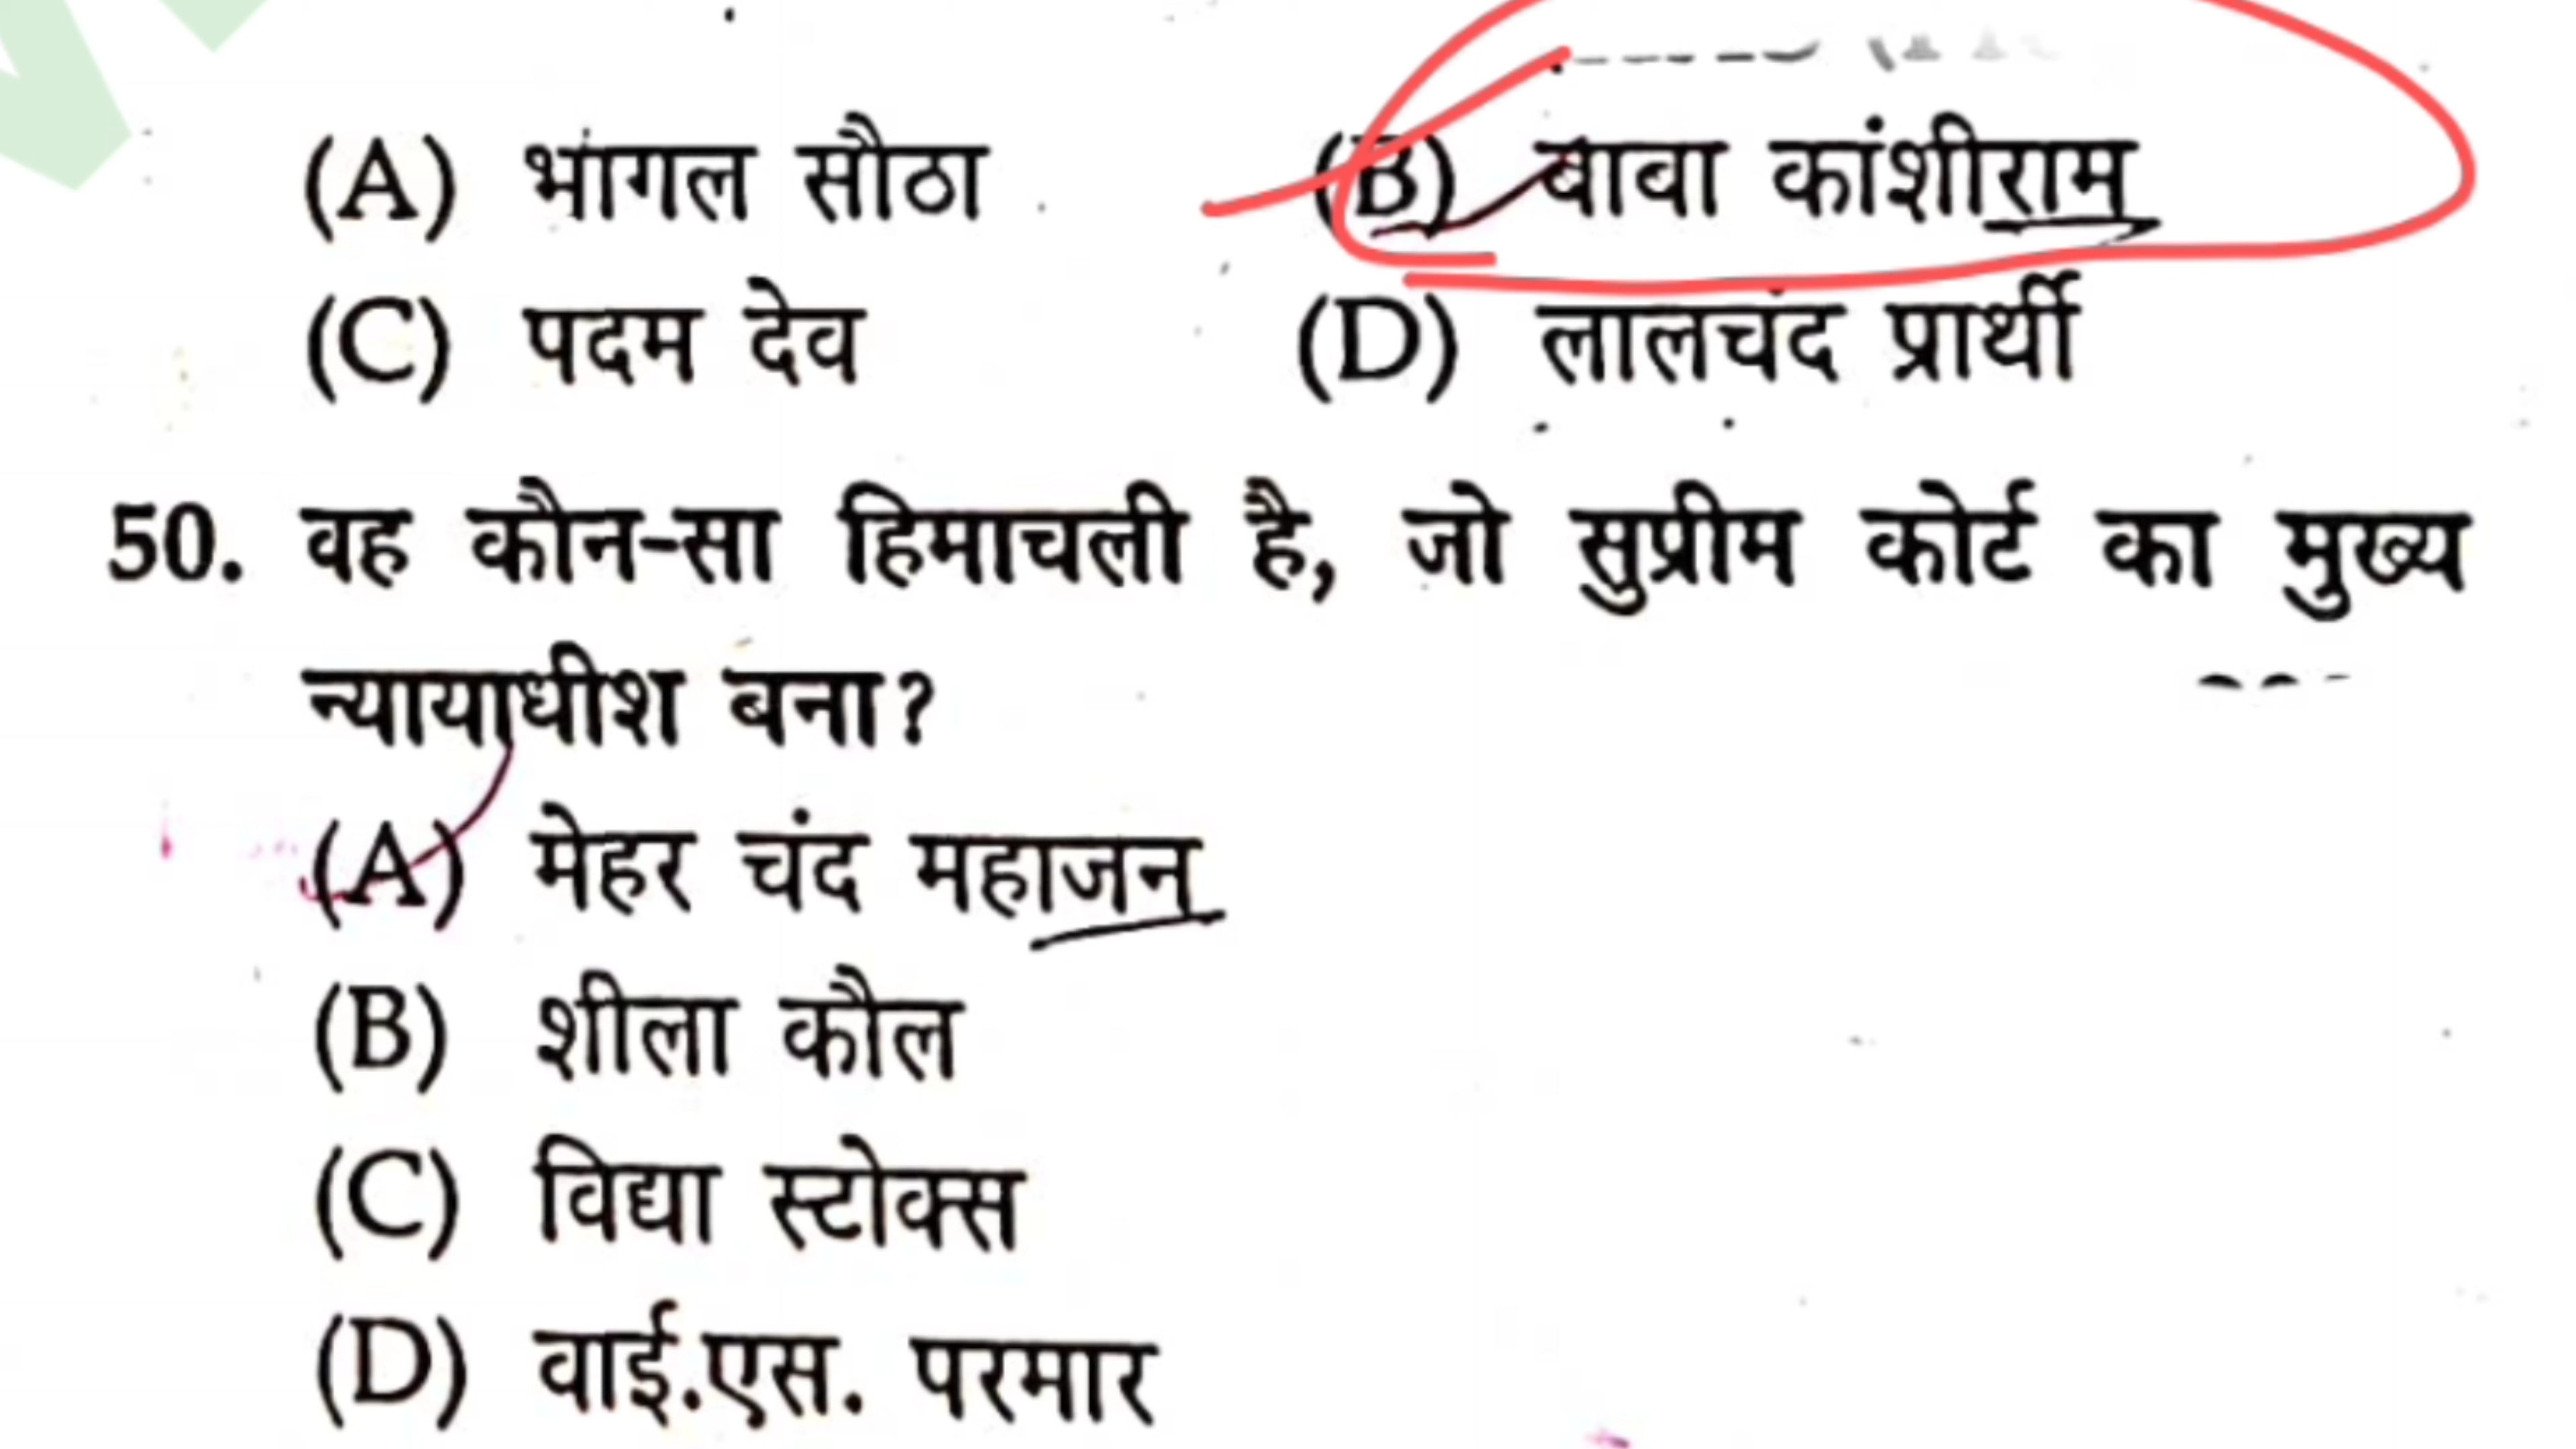 (A) भांगल सौठा (B) बाबा कांशीराम
(C) पदम देव (D) लालचंद प्रार्थी
50. वह कौन-सा हिमाचली है, जो सुप्रीम कोर्ट का मुख्य
न्यायाधीश बना?
(A) मेहर चंद महाजन
(B) शीला कौल
(C) विद्या स्टोक्स
(D) वाई.एस. परमार